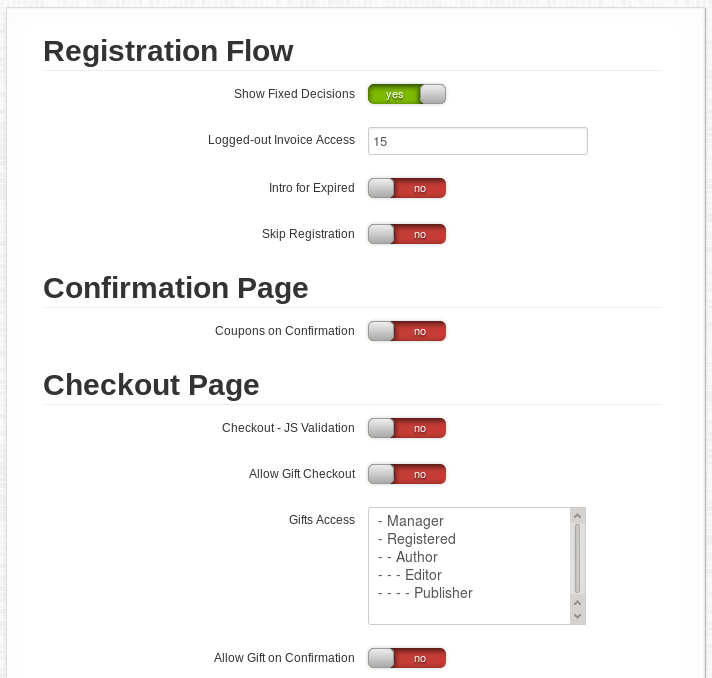 Registration Flow
Show Fixed Decisions yes
Logged-out Invoice Access 15
Intro for Expired no
Skip Registration no
Confirmation Page
Coupons on Confirmation no
Checkout Page
Checkout - JS Validation no
Allow Gift Checkout no
Gifts Access - Manager
- Registered
- - Author
- - - Editor
- - - - Publisher
Allow Gift on Confirmation no